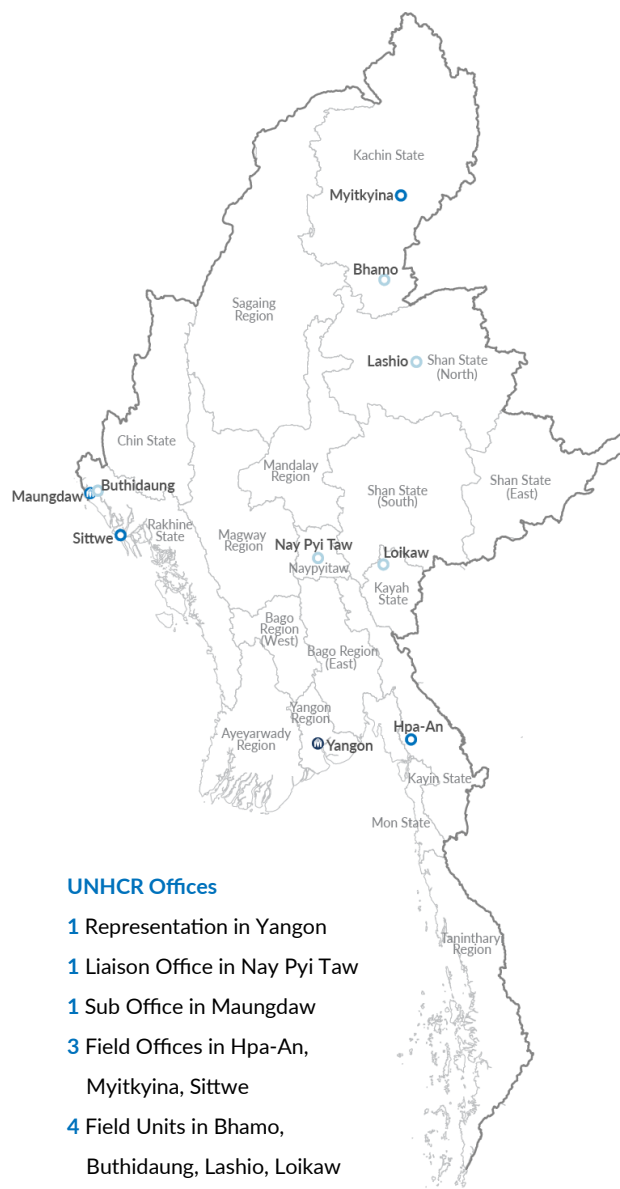 Kachin State
Myitkyina
Bhamo
Sagaing
Region
Lashio
Shan State
(North)
Chin State
Mandalay
Region
Shan State
(South)
Shan State
(East)
Buthidaung
Maungdaw
Rakhine
State
Sittwe
Magway
Region
Nay Pyi Taw
Naypyitaw
Loikaw
Kayah
State
Bago
Region
(West)
Bago Region
(East)
Yangon
Region
Ayeyarwady
Region
Yangon
Hpa-An
Kayin State
Mon State
Tanintharyi
Region
UNHCR Offices
1 Representation in Yangon
1 Liaison Office in Nay Pyi Taw
1 Sub Office in Maungdaw
3 Field Offices in Hpa-An,
Myitkyina, Sittwe
4 Field Units in Bhamo,
Buthidaung, Lashio, Loikaw